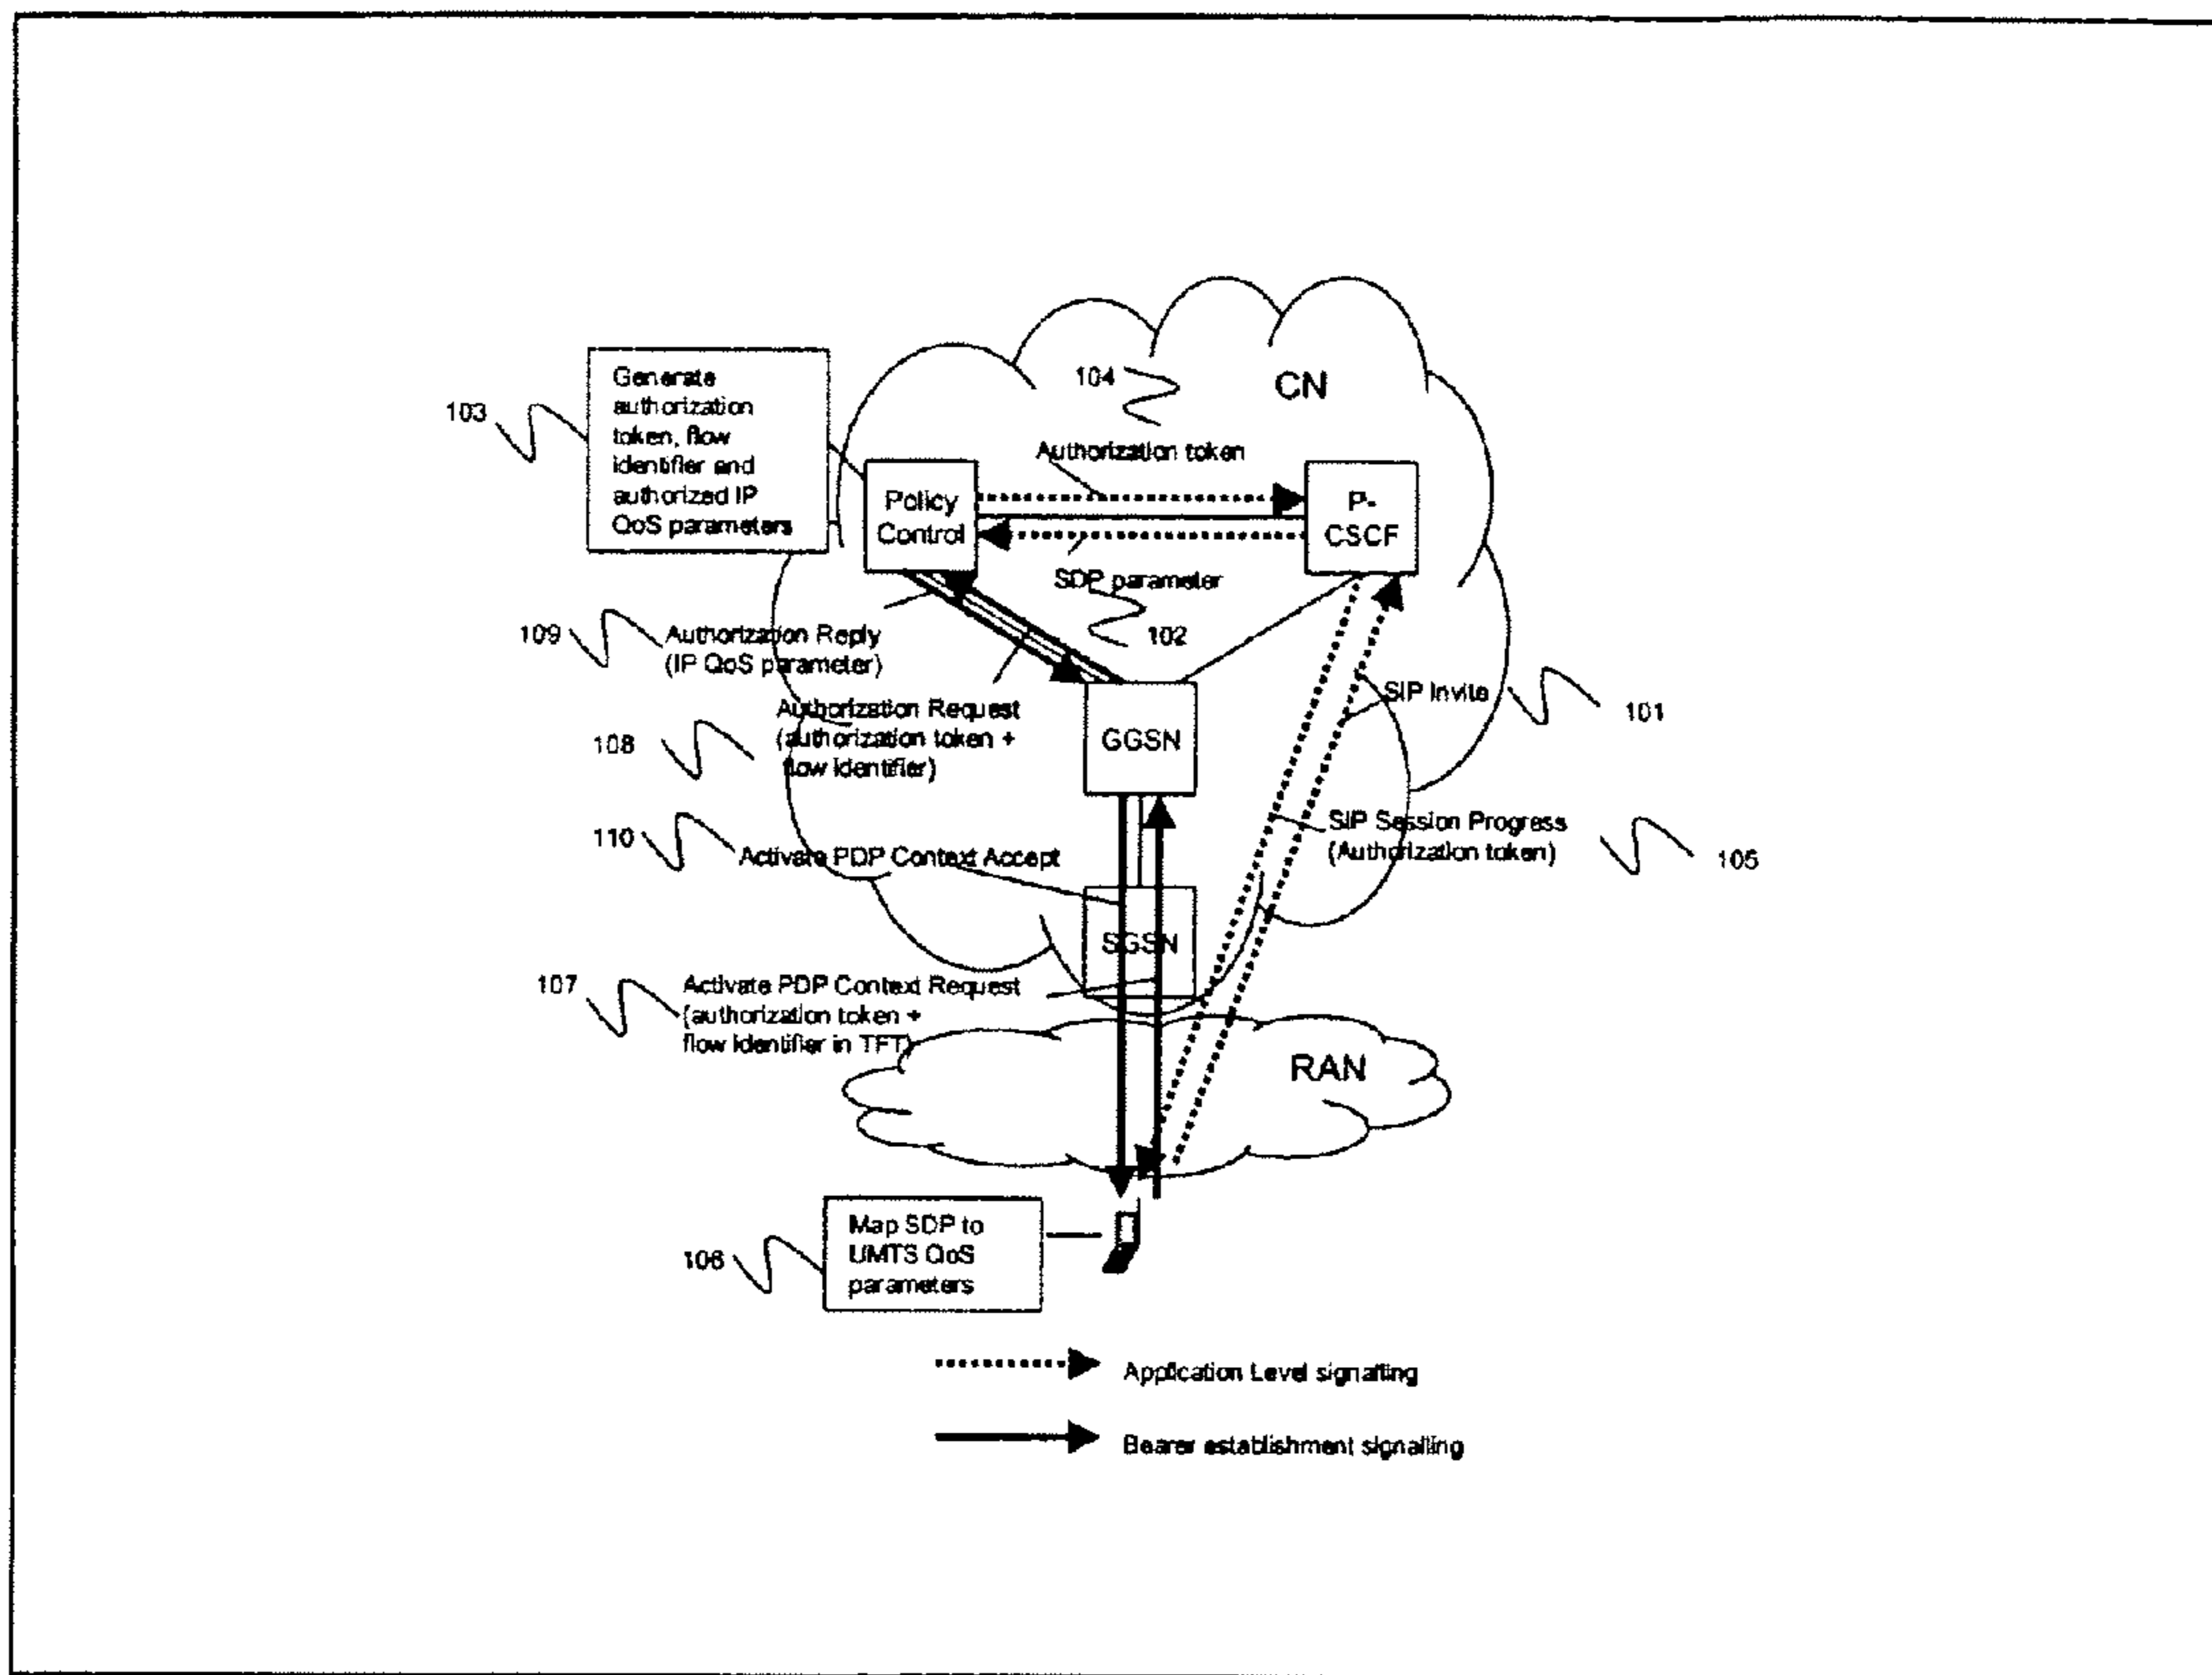 104
CN
103
Generate
authorization
token, flow
identifier and
authorized IP
QoS parameters
Authorization token
Policy
Control
P-
CSCF
SDP parameter
102
109
Authorization Reply
(IP QoS parameter)
SIP Invite
101
108
Authorization Request
(authorization token +
flow identifier)
GGSN
110
Activate PDP Context Accept
SIP Session Progress
(Authorization token)
105
SGSN
107
Activate PDP Context Request
(authorization token +
flow identifier in TFT)
RAN
106
Map SDP to
UMTS QoS
parameters
Application Level signalling
Bearer establishment signalling